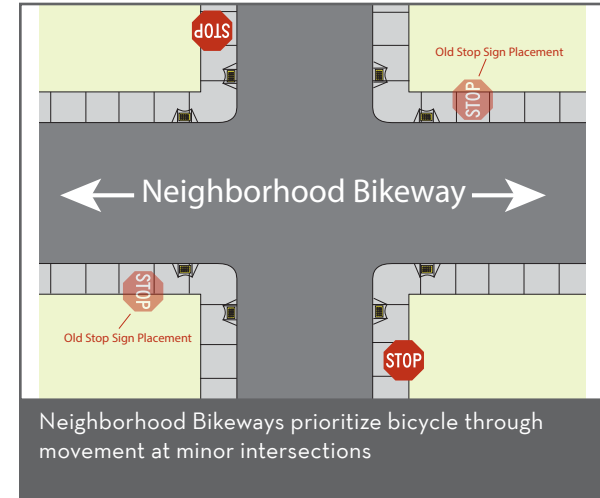 STOP
Old Stop Sign Placement
STOP
Neighborhood Bikeway
STOP
Old Stop Sign Placement
STOP
Neighborhood Bikeways prioritize bicycle through
movement at minor intersections